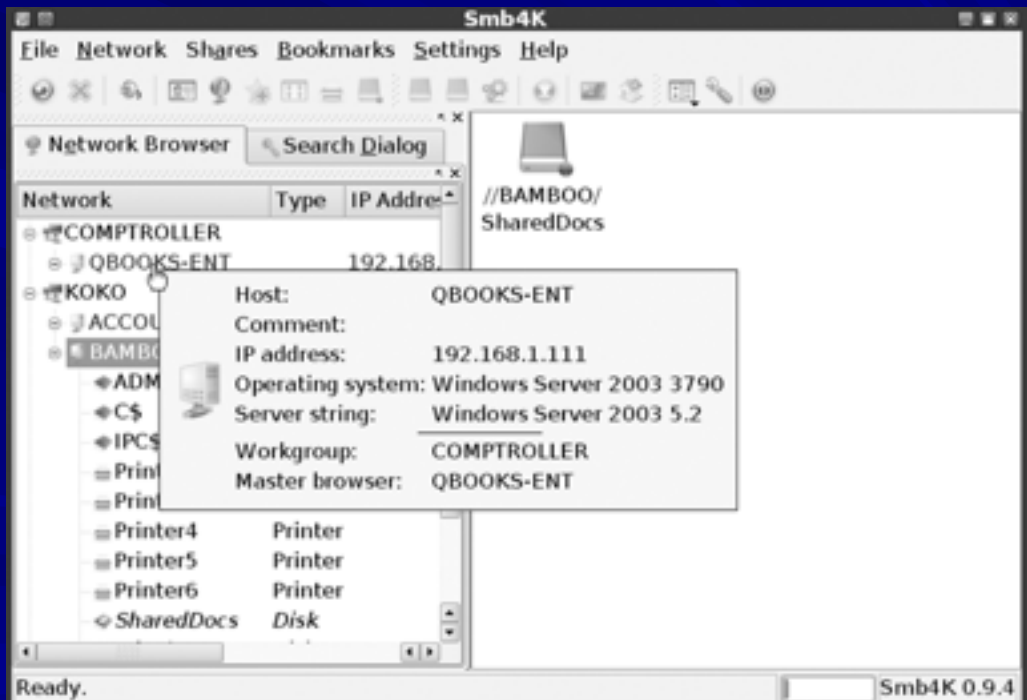 Smb4K
File Network Shares Bookmarks Settings Help
Network Browser Search Dialog
Network Type IP Addre
COMPTROLLER
QBOOKS-ENT 192.168.
KOKO
ACCOU
BAMBO
ADM
C$
IPC$
Print
Print
Printer4 Printer
Printer5 Printer
Printer6 Printer
SharedDocs Disk
Host: QBOOKS-ENT
Comment:
IP address: 192.168.1.111
Operating system: Windows Server 2003 3790
Server string: Windows Server 2003 5.2
Workgroup: COMPTROLLER
Master browser: QBOOKS-ENT
//BAMBOO/
SharedDocs
Ready. Smb4K 0.9.4